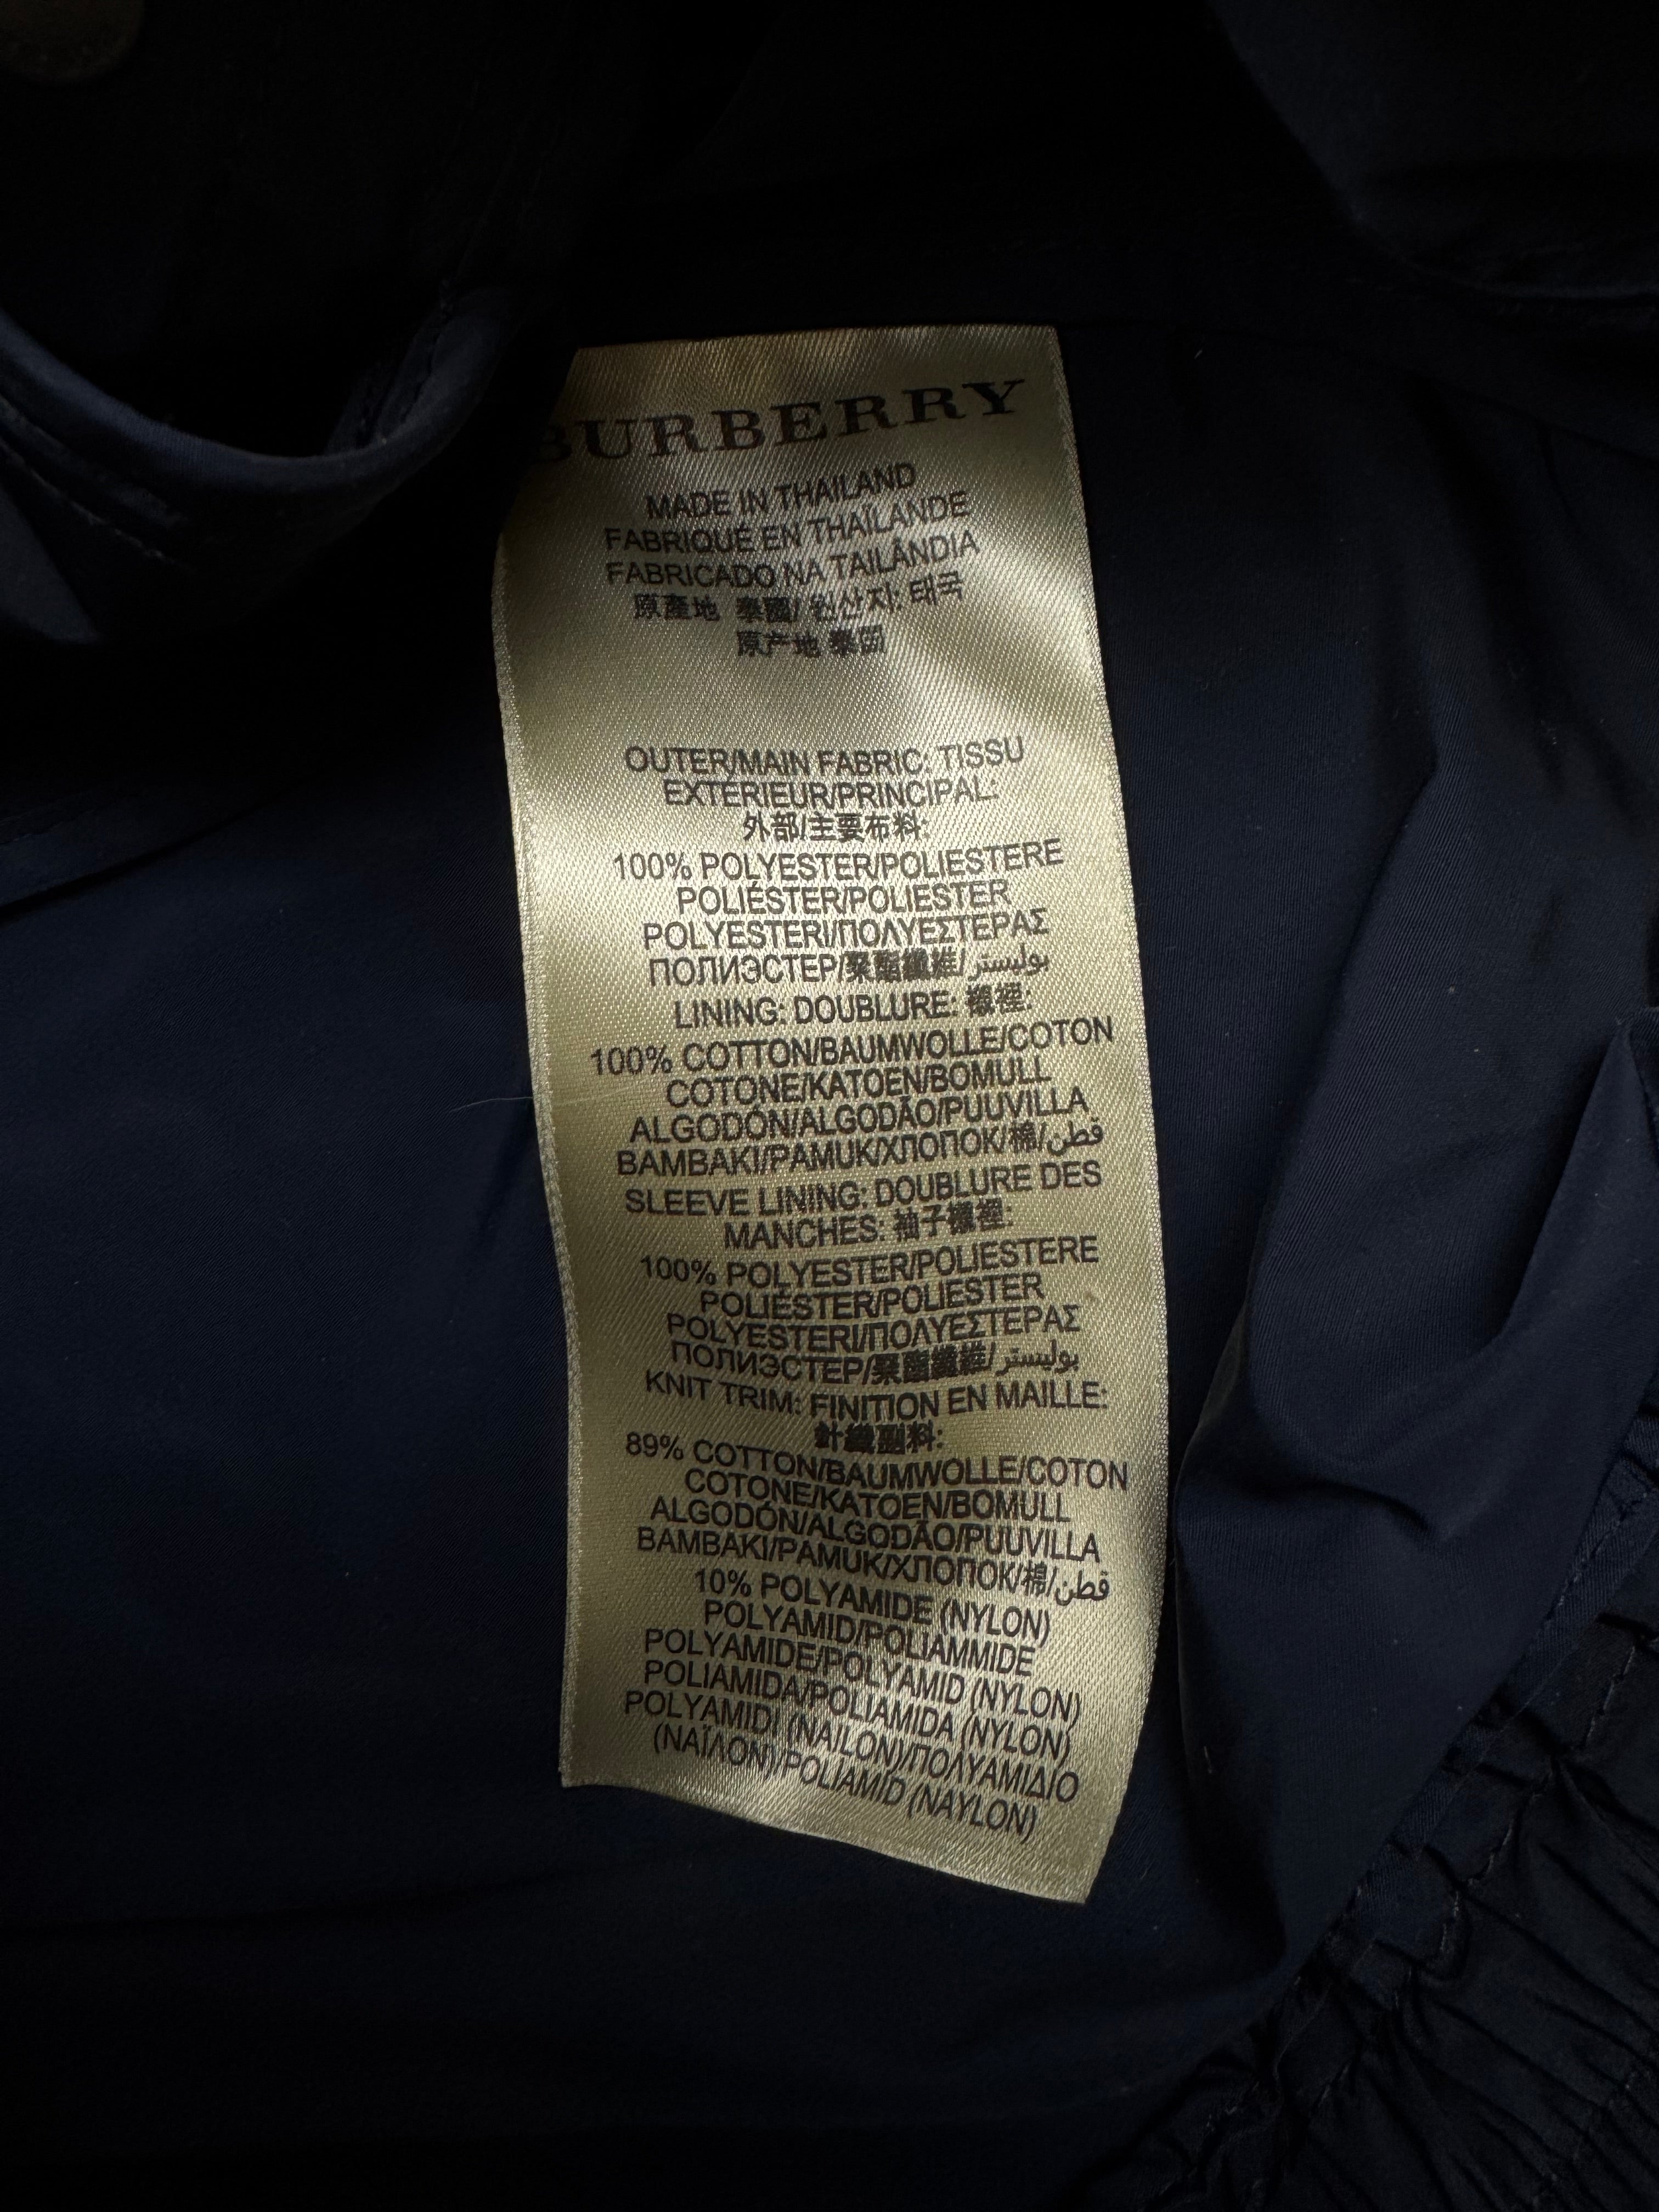 BURBERRY
MADE IN THAILAND
FABRIQUÉ EN THAÏLANDE
FABRICADO NA TAILÂNDIA
原產地 泰國/ 원산지: 태국
原产地 泰国
OUTER/MAIN FABRIC: TISSU
EXTÉRIEUR/PRINCIPAL:
外部/主要布料:
100% POLYESTER/POLIESTERE
POLIÉSTER/POLIESTER
POLYESTERI/ΠΟΛΥΕΣΤΕΡΑΣ
ПОЛИЭСТЕР/聚酯纖維/بوليستر
LINING: DOUBLURE: 襯裡:
100% COTTON/BAUMWOLLE/COTON
COTONE/KATOEN/BOMULL
ALGODÓN/ALGODÃO/PUUVILLA
BAMBAKI/PAMUK/ХЛОПОК/棉/قطن
SLEEVE LINING: DOUBLURE DES
MANCHES: 袖子襯裡:
100% POLYESTER/POLIESTERE
POLIÉSTER/POLIESTER
POLYESTERI/ΠΟΛΥΕΣΤΕΡΑΣ
ПОЛИЭСТЕР/聚酯纖維/بوليستر
KNIT TRIM: FINITION EN MAILLE:
針織副料:
89% COTTON/BAUMWOLLE/COTON
COTONE/KATOEN/BOMULL
ALGODÓN/ALGODÃO/PUUVILLA
BAMBAKI/PAMUK/ХЛОПОК/棉/قطن
10% POLYAMIDE (NYLON)
POLYAMID/POLIAMMIDE
POLYAMIDE/POLYAMID (NYLON)
POLIAMIDA/POLIAMIDA (NYLON)
POLYAMIDI (NAILON)/ΠΟΛΥΑΜΙΔΙΟ
(ΝΑΪΛΟΝ)/POLIAMID (NAYLON)